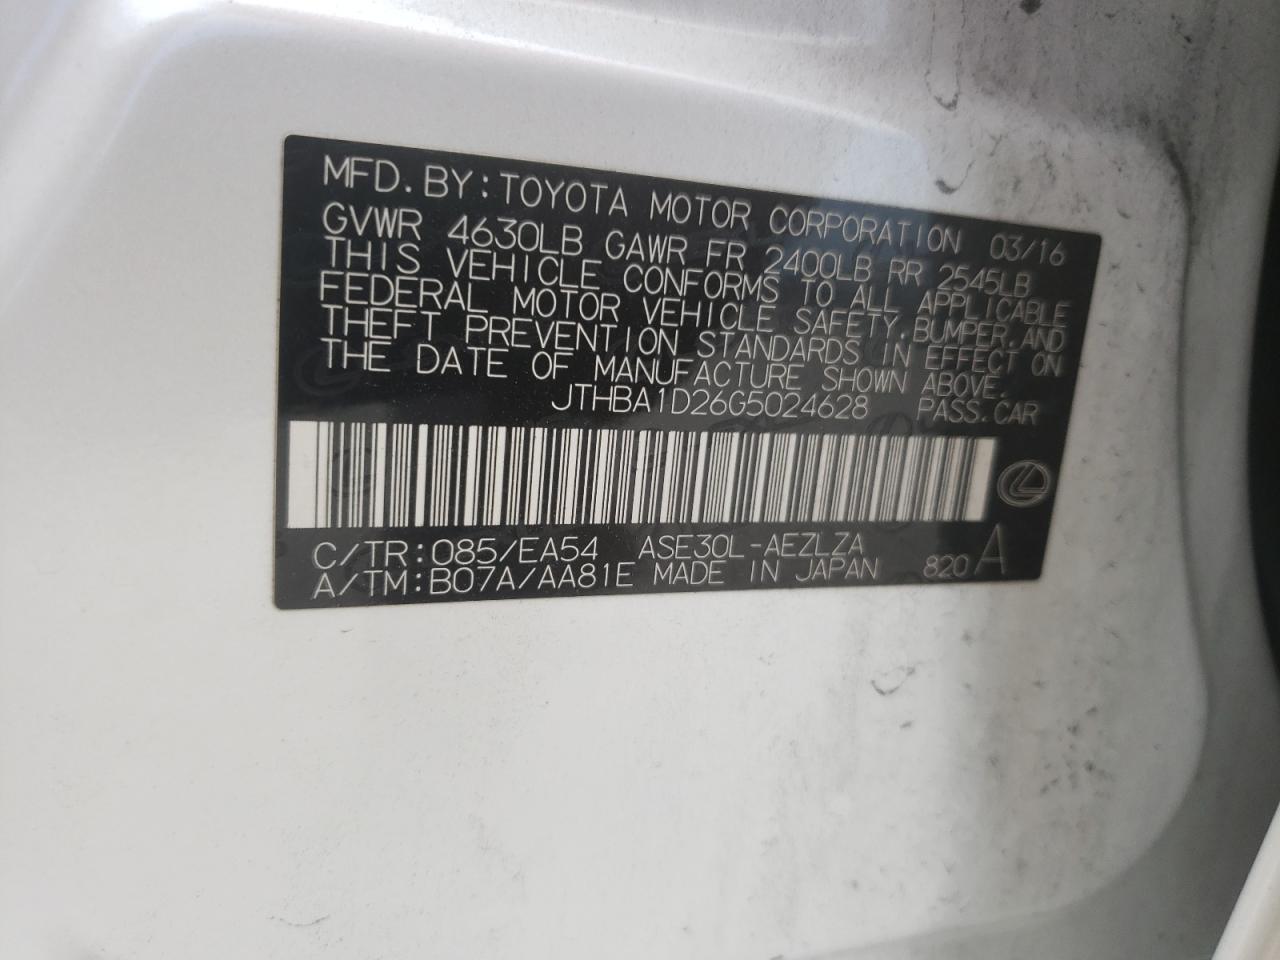 MFD.BY:TOYOTA MOTOR CORPORATION 03/16
GVWR 4630LB GAWR FR 2400LB RR 2545LB
THIS VEHICLE CONFORMS TO ALL APPLICABLE
FEDERAL MOTOR VEHICLE SAFETY,BUMPER,AND
THEFT PREVENTION STANDARDS IN EFFECT ON
THE DATE OF MANUFACTURE SHOWN ABOVE.
JTHBA1D26G5024628 PASS.CAR
C/TR:085/EA54 ASE30L-AEZLZA
A/TM:B07A/AA81E MADE IN JAPAN 820 A